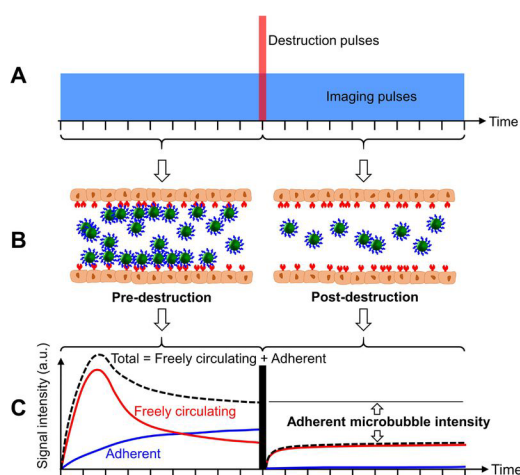 Destruction pulses
A
Imaging pulses
Time
B
Pre-destruction
Post-destruction
Signal intensity (a.u.)
Total = Freely circulating + Adherent
C
Freely circulating
Adherent microbubble intensity
Adherent
Time